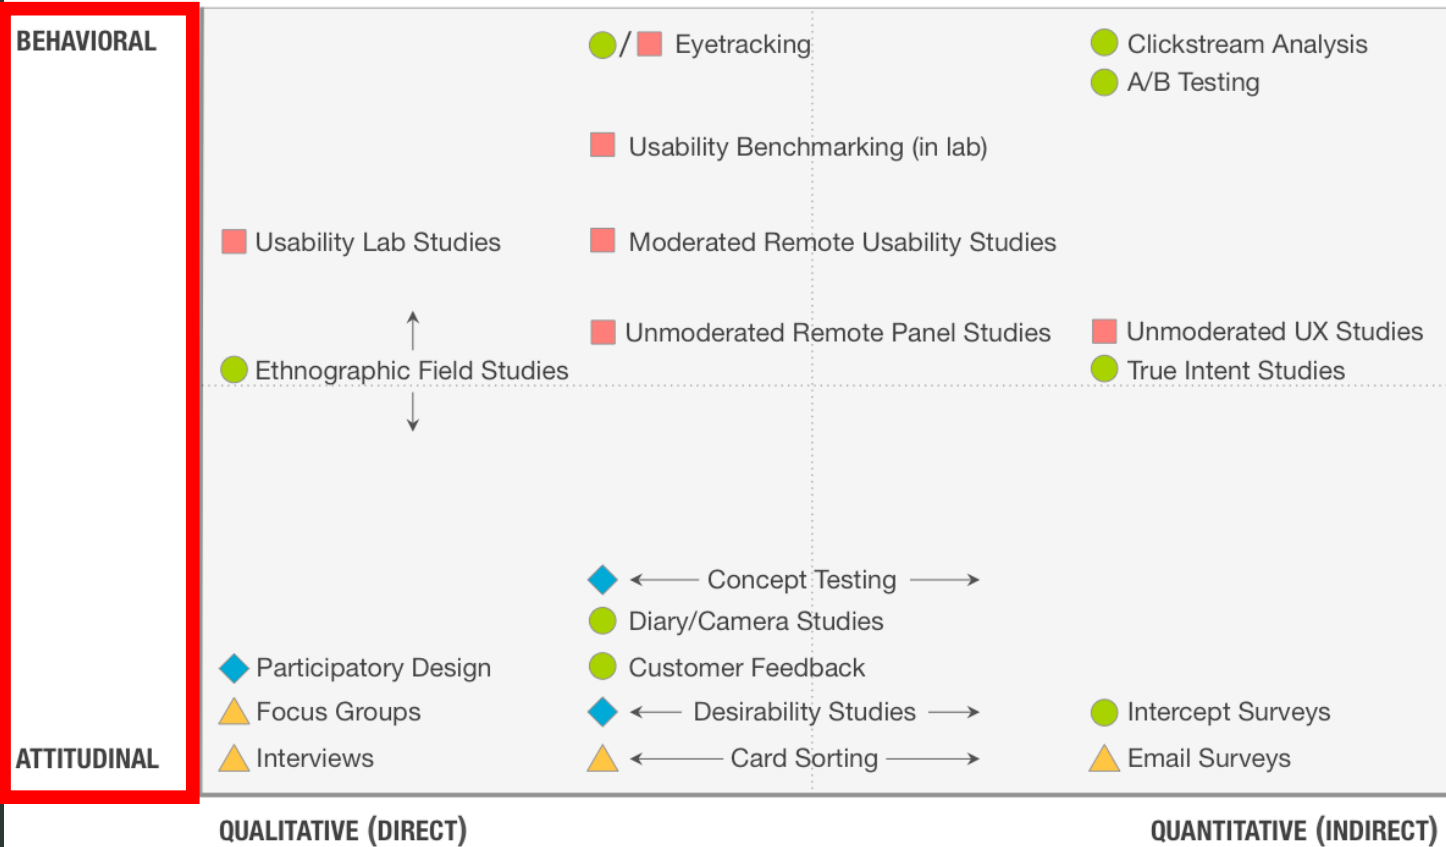 BEHAVIORAL
/ Eyetracking
Clickstream Analysis
A/B Testing
Usability Benchmarking (in lab)
Usability Lab Studies
Moderated Remote Usability Studies
Unmoderated Remote Panel Studies
Unmoderated UX Studies
Ethnographic Field Studies
True Intent Studies
Concept Testing
Diary/Camera Studies
Participatory Design
Customer Feedback
Focus Groups
Desirability Studies
Intercept Surveys
ATTITUDINAL
Interviews
Card Sorting
Email Surveys
QUALITATIVE (DIRECT)
QUANTITATIVE (INDIRECT)